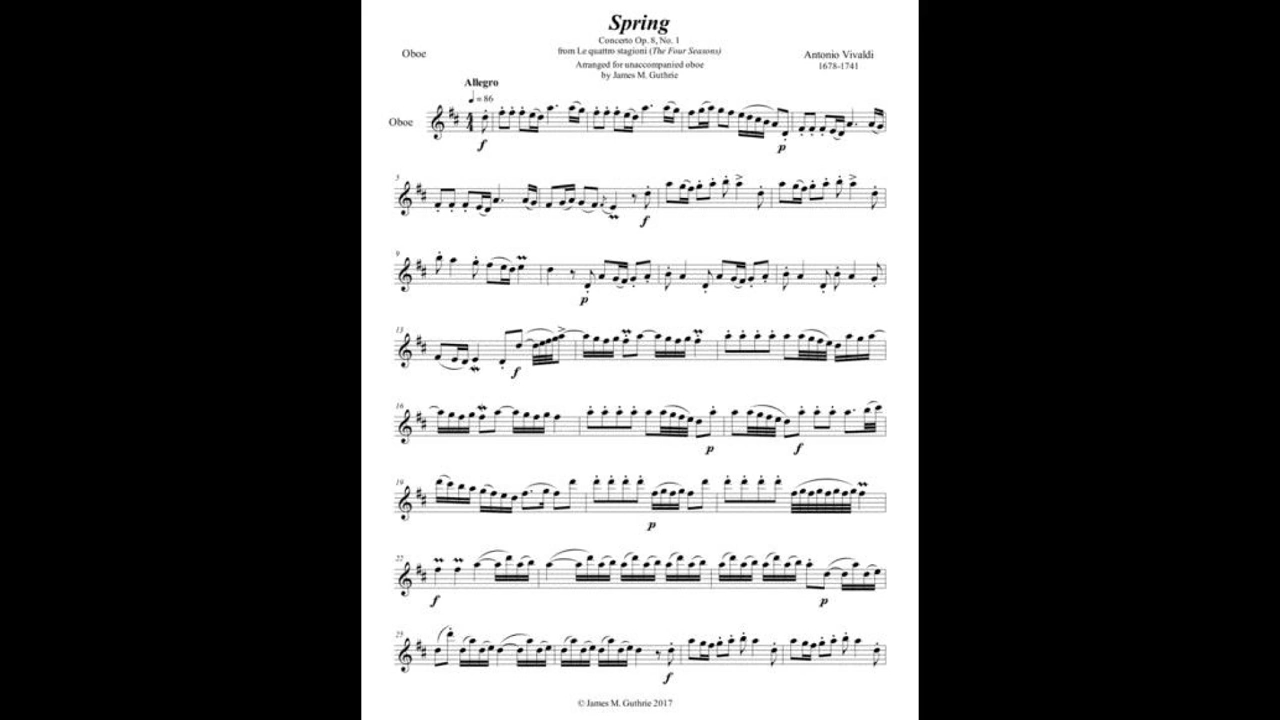 Spring
Concerto Op. 8, No. 1
from Le quattro stagioni (The Four Seasons)
Oboe
Antonio Vivaldi
Arranged for unaccompanied oboe
1678-1741
by James M. Guthrie
Allegro
♩ = 86
Oboe
f
p
5
f
9
p
13
f
16
p
f
19
p
22
f
p
25
f
© James M. Guthrie 2017